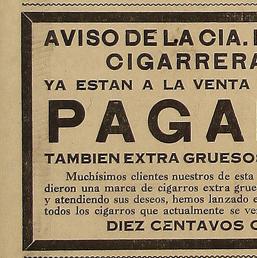 AVISO DE LA CIA.
CIGARRERA
YA ESTAN A LA VENTA
PAGA
TAMBIEN EXTRA GRUESOS
Muchísimos clientes nuestros de esta
dieron una marca de cigarros extra grue
y atendiendo sus deseos, hemos lanzado e
todos los cigarros que actualmente se ve
DIEZ CENTAVOS C